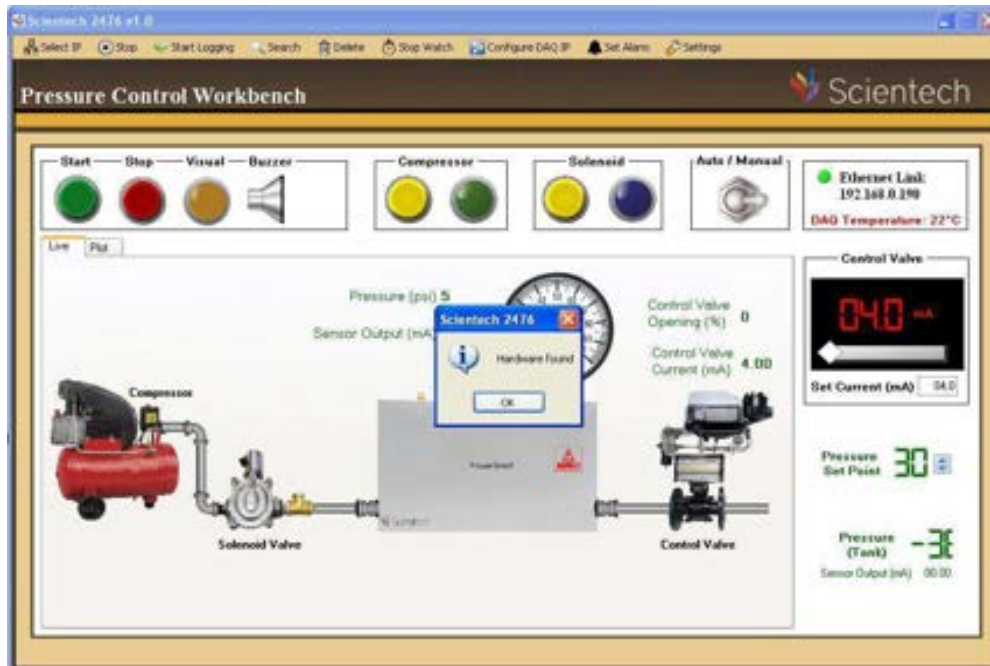 Scientech 2476 v1.0
Select IP Stop Start Logging Search Delete Stop Watch Configure DAQ IP Set Alarm Settings
Pressure Control Workbench
Scientech
Start Stop Visual Buzzer
Compressor
Solenoid
Auto / Manual
Ethernet Link:
192.168.0.190
DAQ Temperature: 22°C
Live Plot
Pressure (psi) 5
Sensor Output (mA)
Scientech 2476
Hardware found
OK
Control Valve
Opening (%) 0
Control Valve
Current (mA) 4.00
Control Valve
04.0 mA
Set Current (mA) 04.0
Compressor
Solenoid Valve
Scientech
Control Valve
Pressure
Set Point 30
Pressure
(Tank)
Sensor Output (mA) 00.00